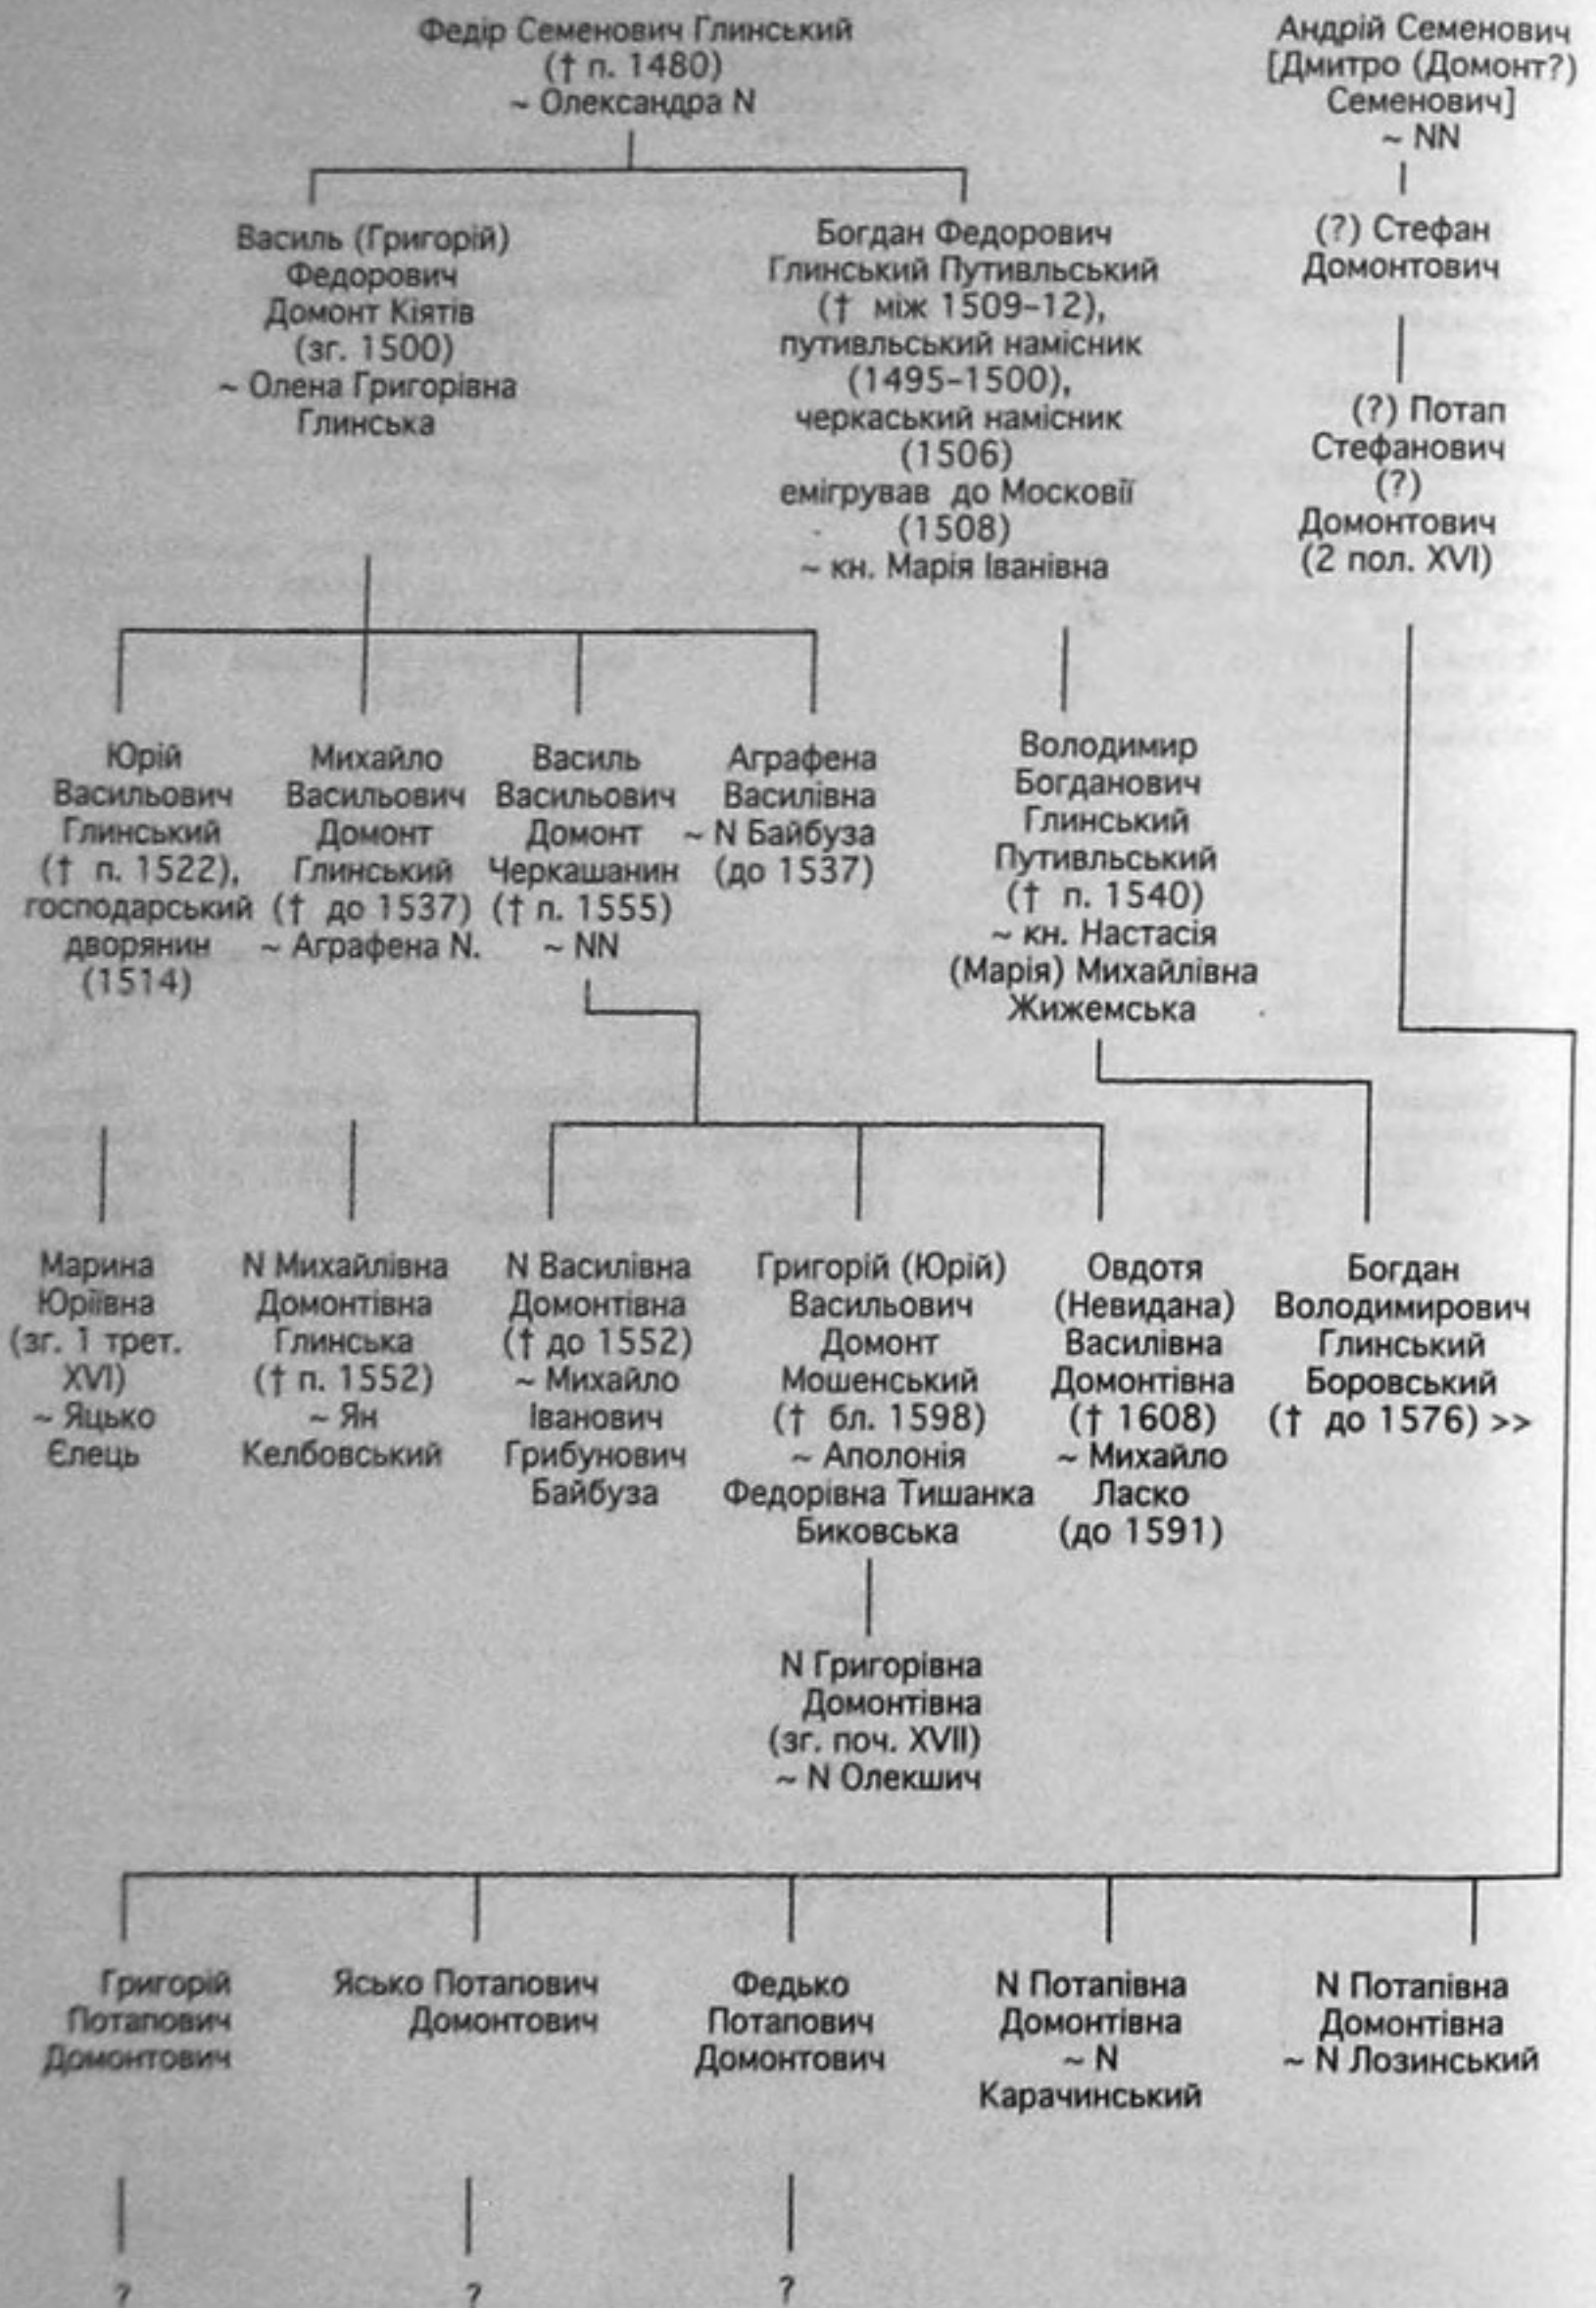 Федір Семенович Глинський
(† п. 1480)
~ Олександра N
Андрій Семенович
[Дмитро (Домонт?)
Семенович]
~ NN
Василь (Григорій)
Федорович
Домонт Кіятів
(зг. 1500)
~ Олена Григорівна
Глинська
Богдан Федорович
Глинський Путивльський
(† між 1509–12),
путивльський намісник
(1495–1500),
черкаський намісник
(1506)
емігрував до Московії
(1508)
~ кн. Марія Іванівна
(?) Стефан
Домонтович
(?) Потап
Стефанович
(?)
Домонтович
(2 пол. XVI)
Юрій
Васильович
Глинський
(† п. 1522),
господарський
дворянин
(1514)
Михайло
Васильович
Домонт
Глинський
(† до 1537)
~ Аграфена N.
Василь
Васильович
Домонт
Черкашанин
(† п. 1555)
~ NN
Аграфена
Василівна
~ N Байбуза
(до 1537)
Володимир
Богданович
Глинський
Путивльський
(† п. 1540)
~ кн. Настасія
(Марія) Михайлівна
Жижемська
Марина
Юріївна
(зг. 1 трет.
XVI)
~ Яцько
Єлець
N Михайлівна
Домонтівна
Глинська
(† п. 1552)
~ Ян
Келбовський
N Василівна
Домонтівна
(† до 1552)
~ Михайло
Іванович
Грибунович
Байбуза
Григорій (Юрій)
Васильович
Домонт
Мошенський
(† бл. 1598)
~ Аполонія
Федорівна Тишанка
Биковська
Овдотя
(Невидана)
Василівна
Домонтівна
(† 1608)
~ Михайло
Ласко
(до 1591)
Богдан
Володимирович
Глинський
Боровський
(† до 1576) >>
N Григорівна
Домонтівна
(зг. поч. XVII)
~ N Олекшич
Григорій
Потапович
Домонтович
Ясько Потапович
Домонтович
Федько
Потапович
Домонтович
N Потапівна
Домонтівна
~ N
Карачинський
N Потапівна
Домонтівна
~ N Лозинський
?
?
?